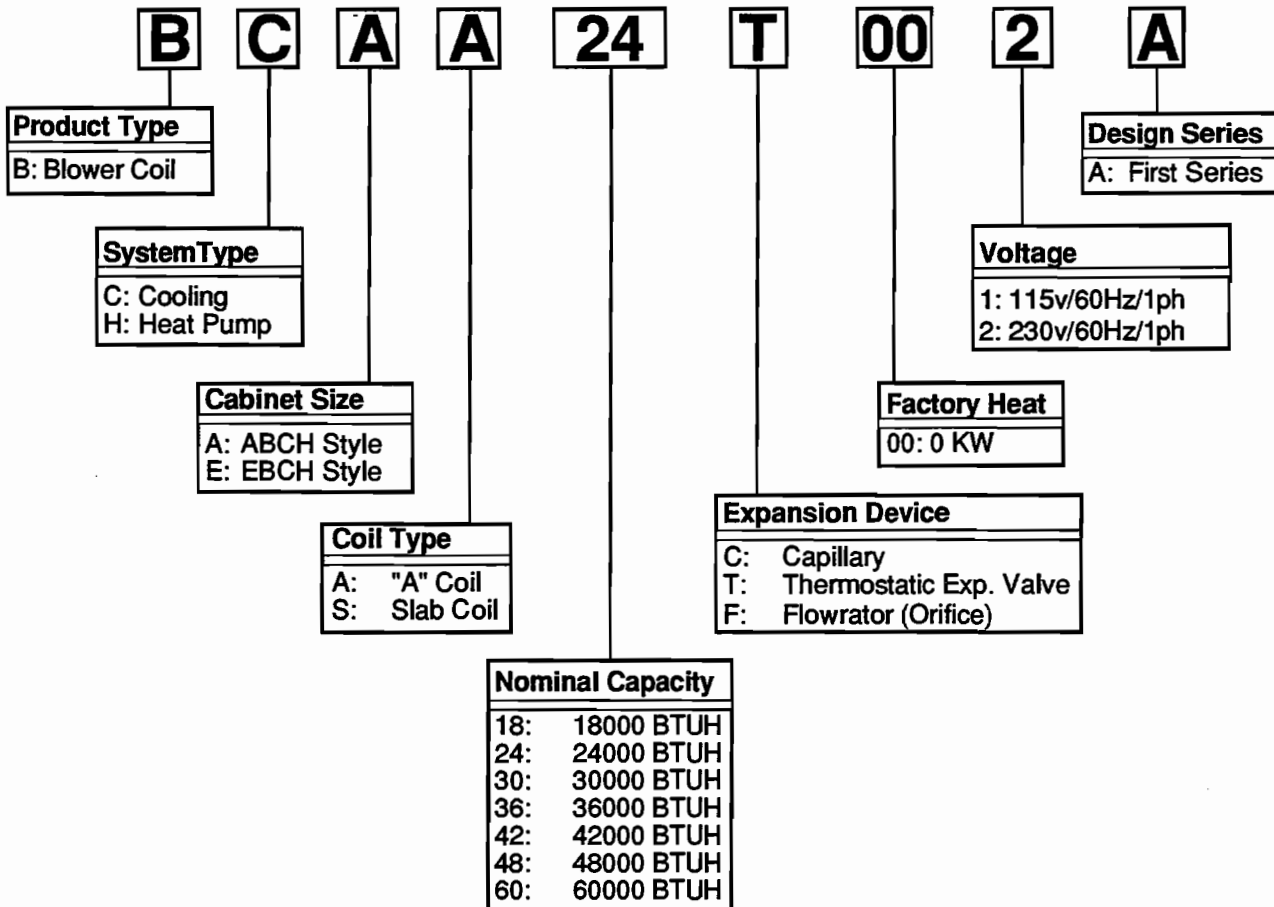 B C A A 24 T 00 2 A
Product Type
B: Blower Coil
SystemType
C: Cooling
H: Heat Pump
Cabinet Size
A: ABCH Style
E: EBCH Style
Coil Type
A: "A" Coil
S: Slab Coil
Nominal Capacity
18: 18000 BTUH
24: 24000 BTUH
30: 30000 BTUH
36: 36000 BTUH
42: 42000 BTUH
48: 48000 BTUH
60: 60000 BTUH
Expansion Device
C: Capillary
T: Thermostatic Exp. Valve
F: Flowrator (Orifice)
Factory Heat
00: 0 KW
Voltage
1: 115v/60Hz/1ph
2: 230v/60Hz/1ph
Design Series
A: First Series